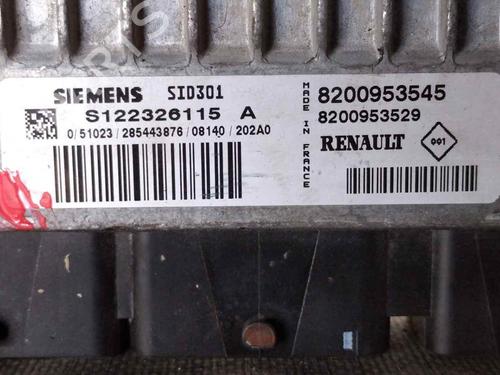 SIEMENS SID301
S122326115 A
0/51023/285443876/08140/202A0
MADE IN FRANCE
8200953545
8200953529
RENAULT 001